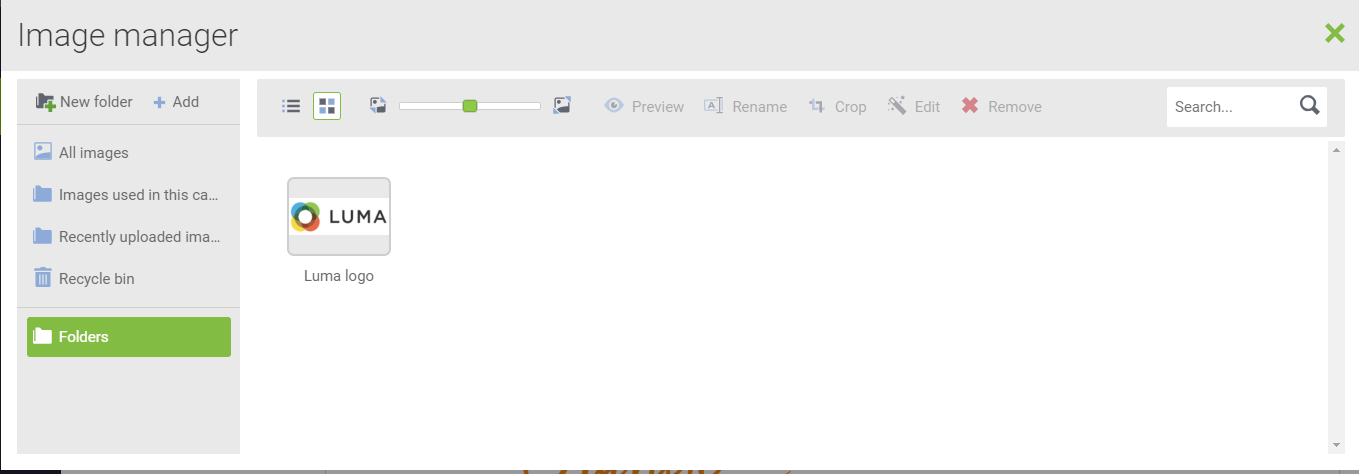 Image manager
New folder Add
Preview Rename Crop Edit Remove Search...
All images
Images used in this ca...
Recently uploaded ima...
Recycle bin
Folders
LUMA
Luma logo